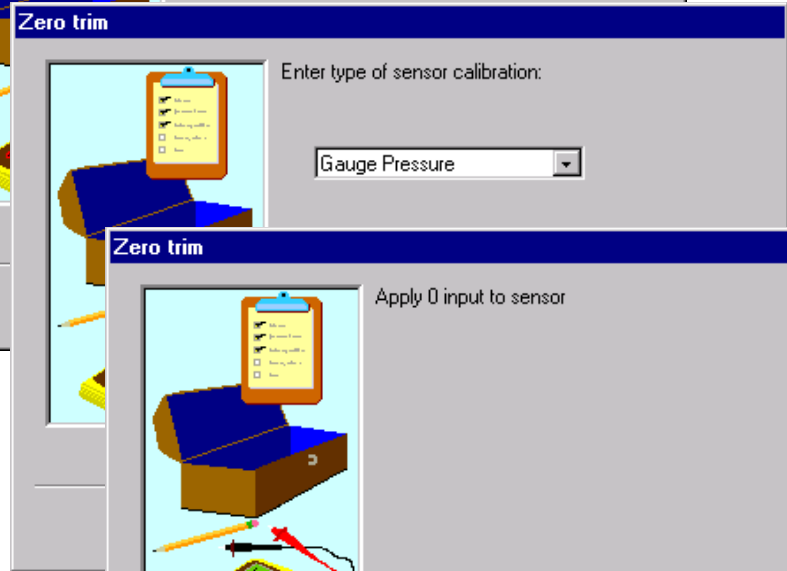 Zero trim
Enter type of sensor calibration:
Gauge Pressure
Zero trim
Apply 0 input to sensor